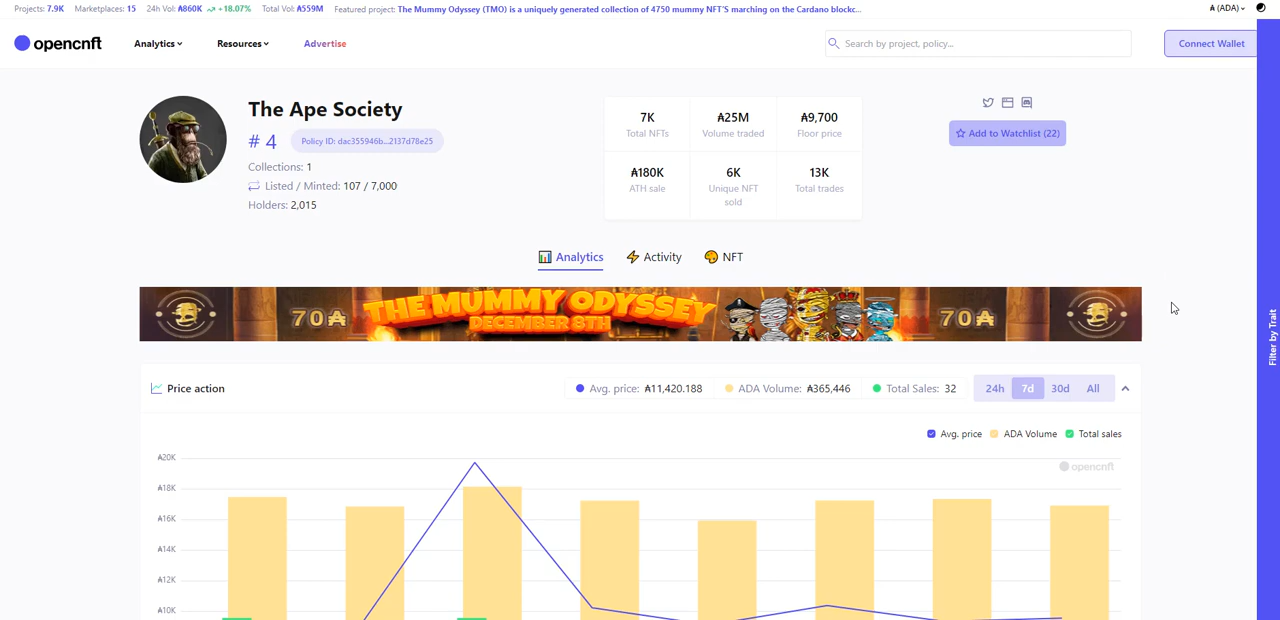 Projects: 7.9K Marketplaces: 15 24h Vol: ₳860K +18.07% Total Vol: ₳559M Featured project: The Mummy Odyssey (TMO) is a uniquely generated collection of 4750 mummy NFT'S marching on the Cardano blockc... ₳ (ADA)
opencnft Analytics Resources Advertise Search by project, policy... Connect Wallet
The Ape Society
# 4 Policy ID: dac355946b...2137d78e25
Collections: 1
Listed / Minted: 107 / 7,000
Holders: 2,015
7K ₳25M ₳9,700
Total NFTs Volume traded Floor price
₳180K 6K 13K
ATH sale Unique NFT sold Total trades
Add to Watchlist (22)
Filter by Trait
Analytics Activity NFT
70₳ THE MUMMY ODYSSEY 70₳
DECEMBER 8TH
Price action Avg. price: ₳11,420.188 ADA Volume: ₳365,446 Total Sales: 32 24h 7d 30d All
Avg. price ADA Volume Total sales
₳20K
opencnft
₳18K
₳16K
₳14K
₳12K
₳10K